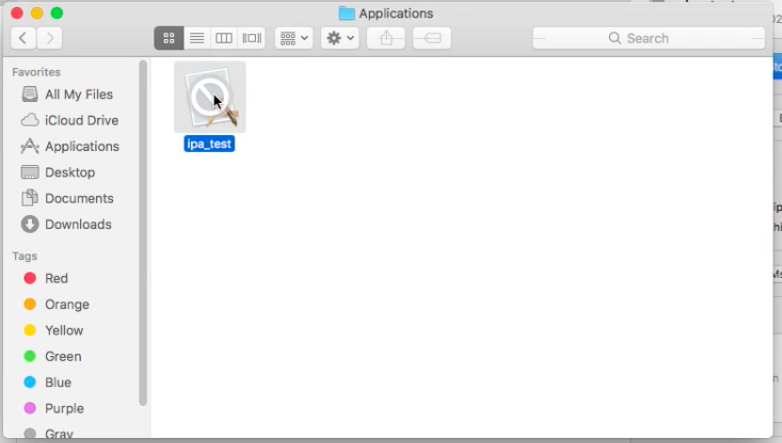 Applications
Search
Favorites
All My Files
iCloud Drive
Applications
Desktop
Documents
Downloads
Tags
Red
Orange
Yellow
Green
Blue
Purple
Gray
ipa_test